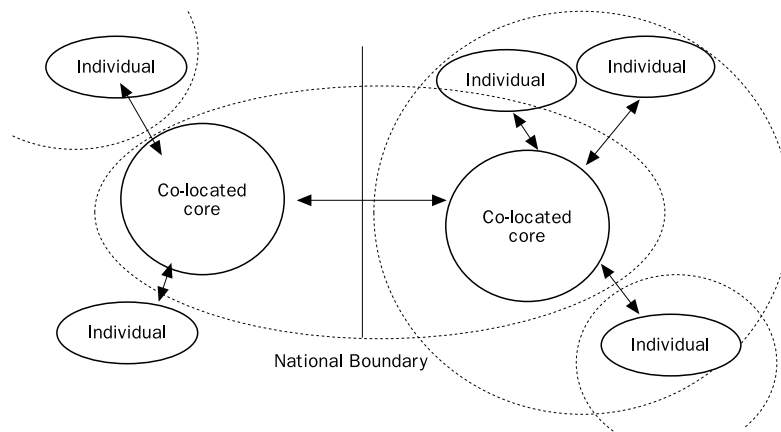 Individual
Individual
Individual
Co-located
core
Co-located
core
Individual
Individual
National Boundary